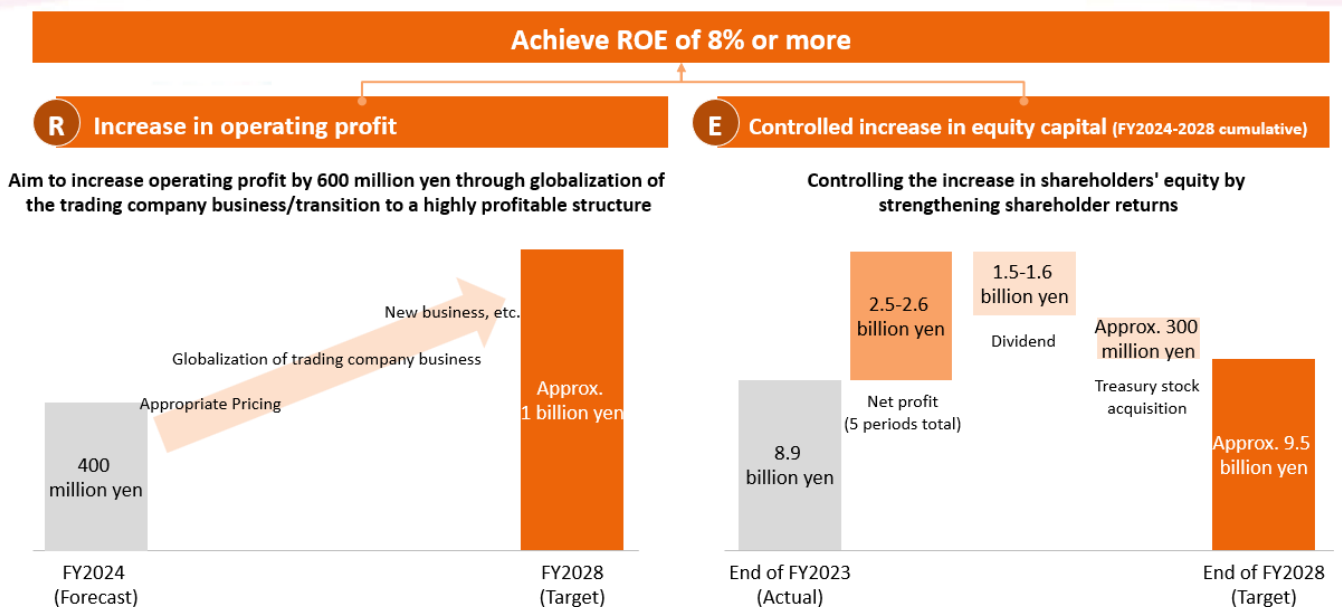 Achieve ROE of 8% or more
R Increase in operating profit
Aim to increase operating profit by 600 million yen through globalization of
the trading company business/transition to a highly profitable structure
New business, etc.
Globalization of trading company business
Appropriate Pricing
400
million yen
Approx.
1 billion yen
FY2024
(Forecast)
FY2028
(Target)
E Controlled increase in equity capital (FY2024-2028 cumulative)
Controlling the increase in shareholders' equity by
strengthening shareholder returns
8.9
billion yen
2.5-2.6
billion yen
Net profit
(5 periods total)
1.5-1.6
billion yen
Dividend
Approx. 300
million yen
Treasury stock
acquisition
Approx. 9.5
billion yen
End of FY2023
(Actual)
End of FY2028
(Target)